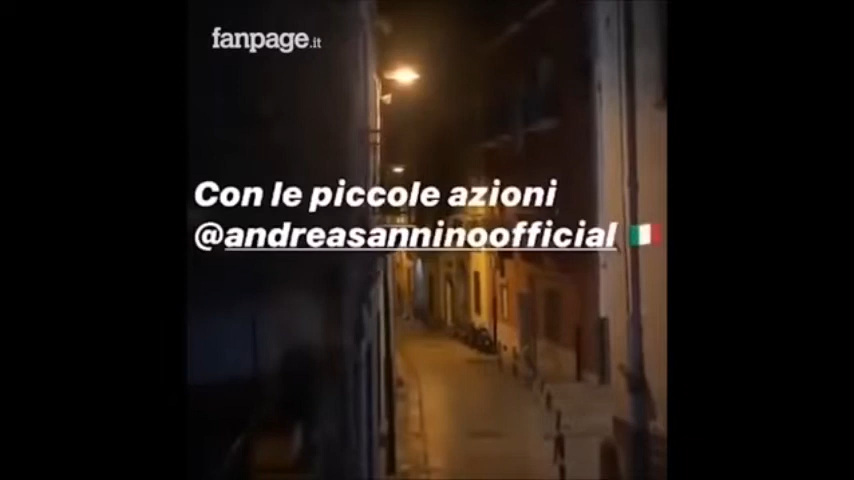 fanpage.it
Con le piccole azioni
@andreasanninoofficial 🇮🇹